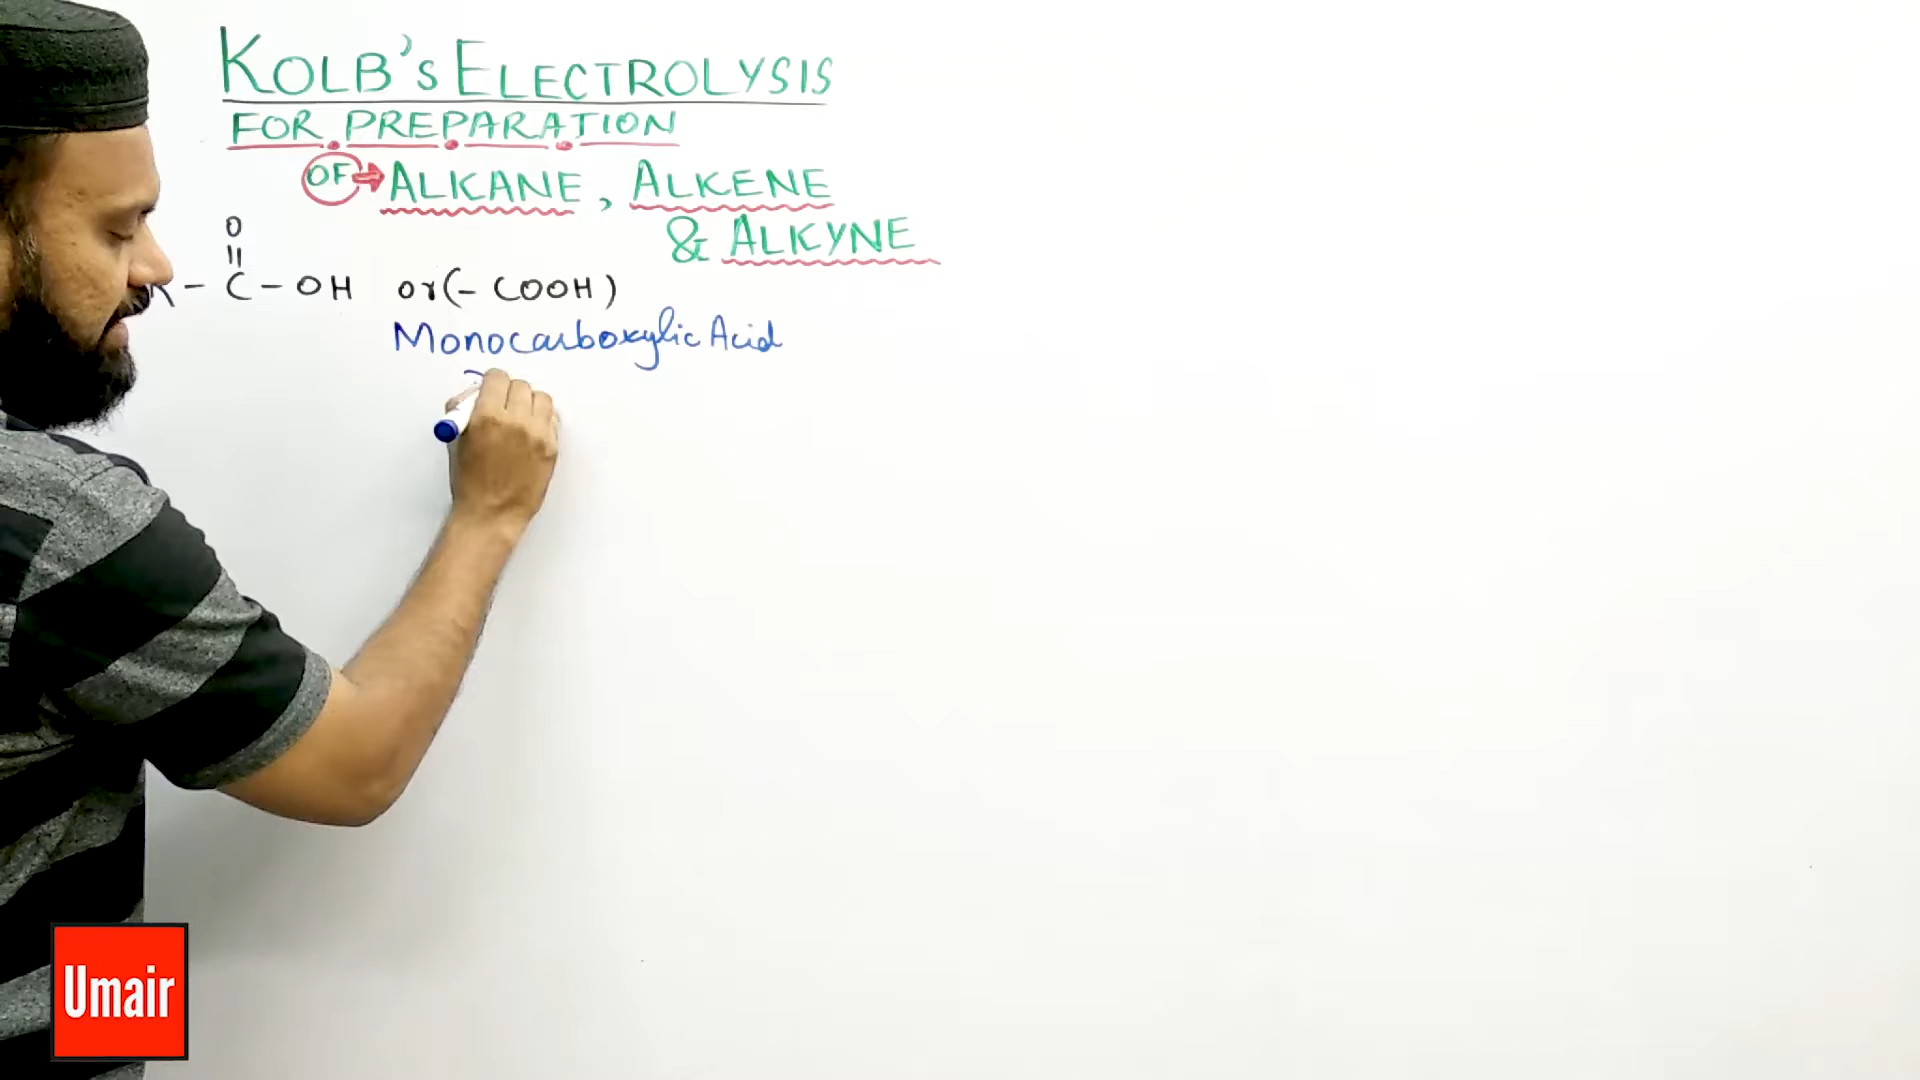 KOLB'S ELECTROLYSIS
FOR PREPARATION
OF → ALKANE, ALKENE
& ALKYNE
O
||
R - C - OH or (- COOH)
Monocarboxylic Acid
Umair